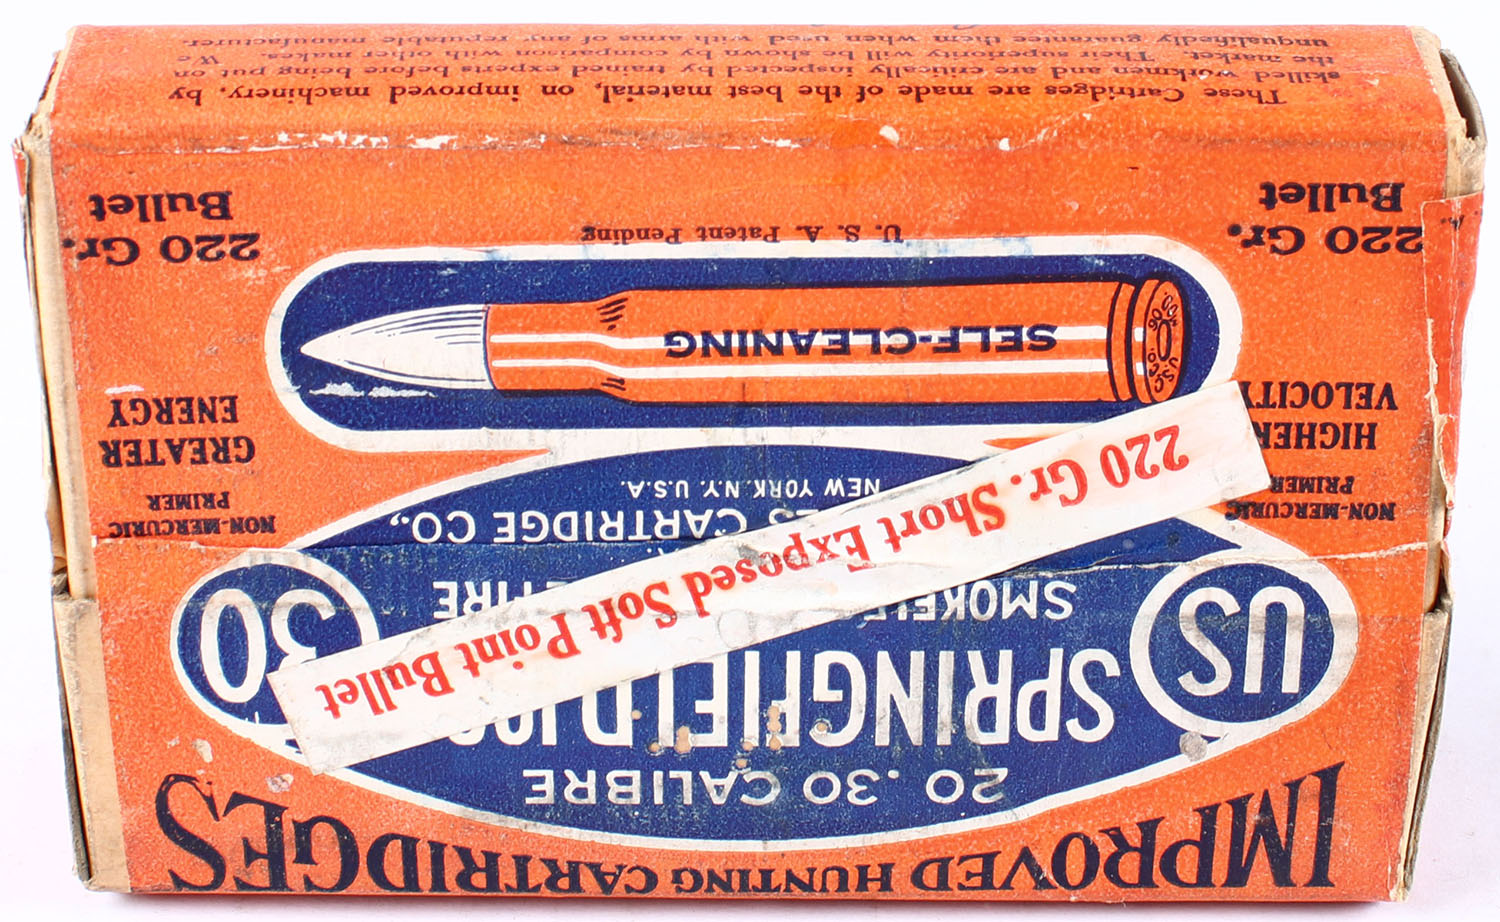 IMPROVED HUNTING CARTRIDGES
20 .30 CALIBRE
US
SPRINGFIELD
30
SMOKELE
FIRE
ES CARTRIDGE CO.,
NEW YORK. N.Y. U.S.A.
220 Gr. Short Exposed Soft Point Bullet
NON-MERCURIC
PRIMER
HIGHER
VELOCITY
NON-MERCURIC
PRIMER
GREATER
ENERGY
SELF-CLEANING
U.S.C.CO.
U. S. A. Patent Pending
220 Gr.
Bullet
220 Gr.
Bullet
These Cartridges are made of the best material, on improved machinery, by
skilled workmen and are critically inspected by trained experts before being put on
the market. Their superiority will be shown by comparison with other makes. We
unqualifiedly guarantee them when used with arms of any reputable manufacturer.